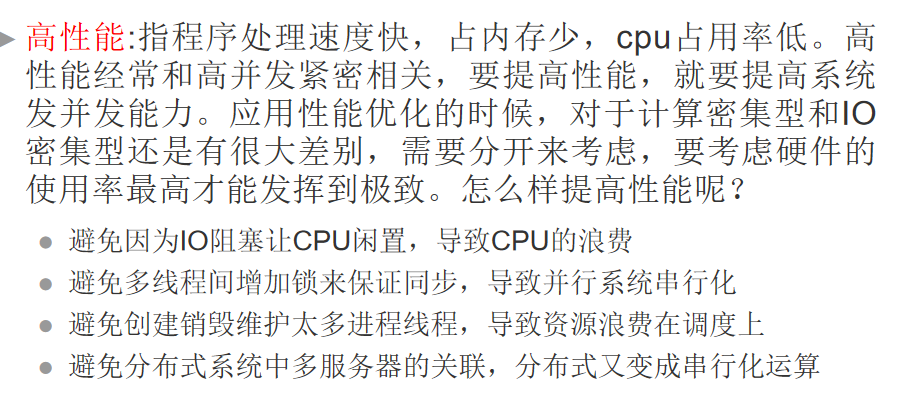 高性能:指程序处理速度快，占内存少，cpu占用率低。高
性能经常和高并发紧密相关，要提高性能，就要提高系统
发并发能力。应用性能优化的时候，对于计算密集型和IO
密集型还是有很大差别，需要分开来考虑，要考虑硬件的
使用率最高才能发挥到极致。怎么样提高性能呢？
● 避免因为IO阻塞让CPU闲置，导致CPU的浪费
● 避免多线程间增加锁来保证同步，导致并行系统串行化
● 避免创建销毁维护太多进程线程，导致资源浪费在调度上
● 避免分布式系统中多服务器的关联，分布式又变成串行化运算